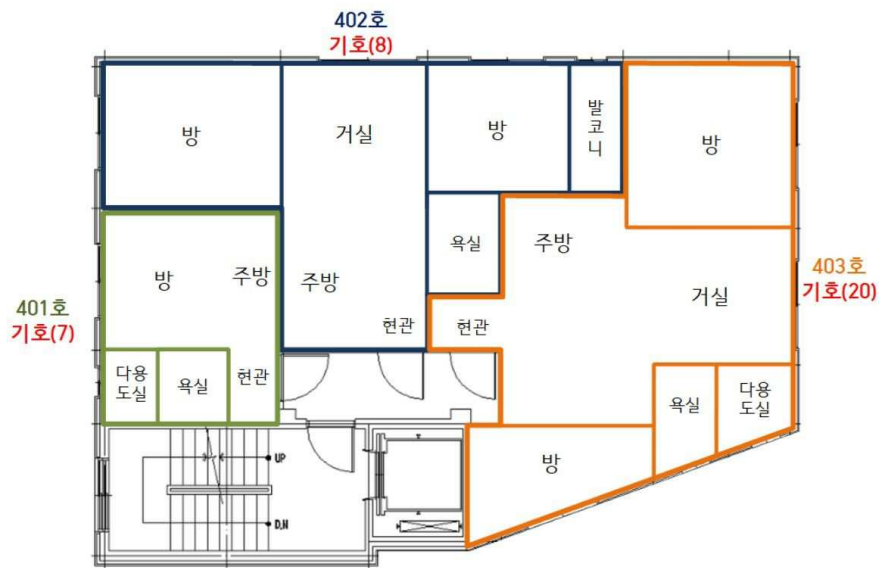 402호
기호(8)
방
거실
방
발코니
방
욕실
주방
방
주방
주방
거실
403호
기호(20)
401호
기호(7)
현관
현관
다용도실
욕실
현관
욕실
다용도실
방
UP
D,N